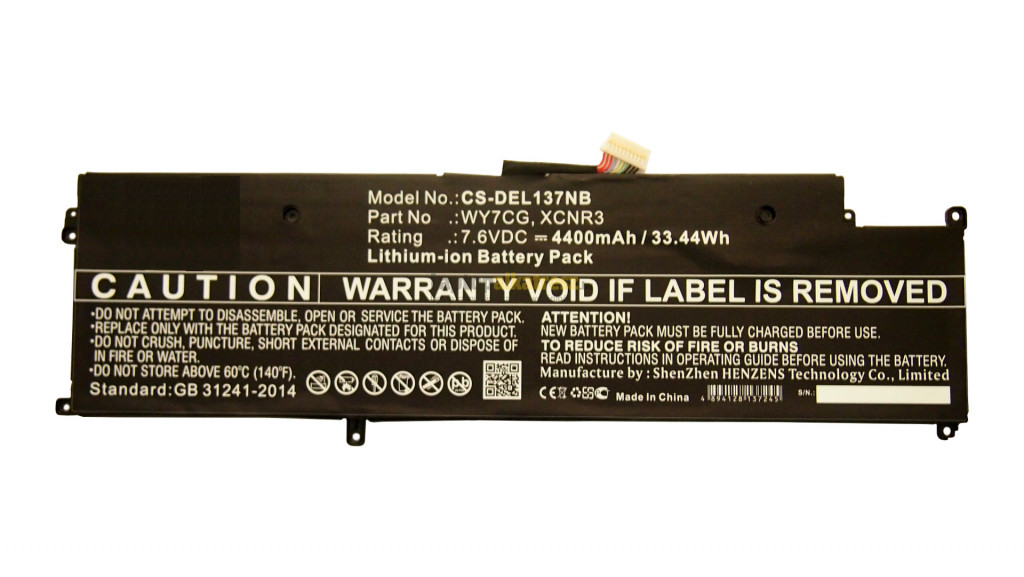 Model No.:CS-DEL137NB
Part No .:WY7CG, XCNR3
Rating .:7.6VDC ⎓ 4400mAh / 33.44Wh
Lithium-ion Battery Pack
CAUTION
WARRANTY VOID IF LABEL IS REMOVED
•DO NOT ATTEMPT TO DISASSEMBLE, OPEN OR SERVICE THE BATTERY PACK.
•REPLACE ONLY WITH THE BATTERY PACK DESIGNATED FOR THIS PRODUCT.
•DO NOT CRUSH, PUNCTURE, SHORT EXTERNAL CONTACTS OR DISPOSE OF
IN FIRE OR WATER.
•DO NOT STORE ABOVE 60°C (140°F).
Standard:GB 31241-2014
ATTENTION!
NEW BATTERY PACK MUST BE FULLY CHARGED BEFORE USE.
TO REDUCE RISK OF FIRE OR BURNS
READ INSTRUCTIONS IN OPERATING GUIDE BEFORE USING THE BATTERY.
Manufacture by : ShenZhen HENZENS Technology Co., Limited
CE Made in China
4 894128 137245
S/N.: